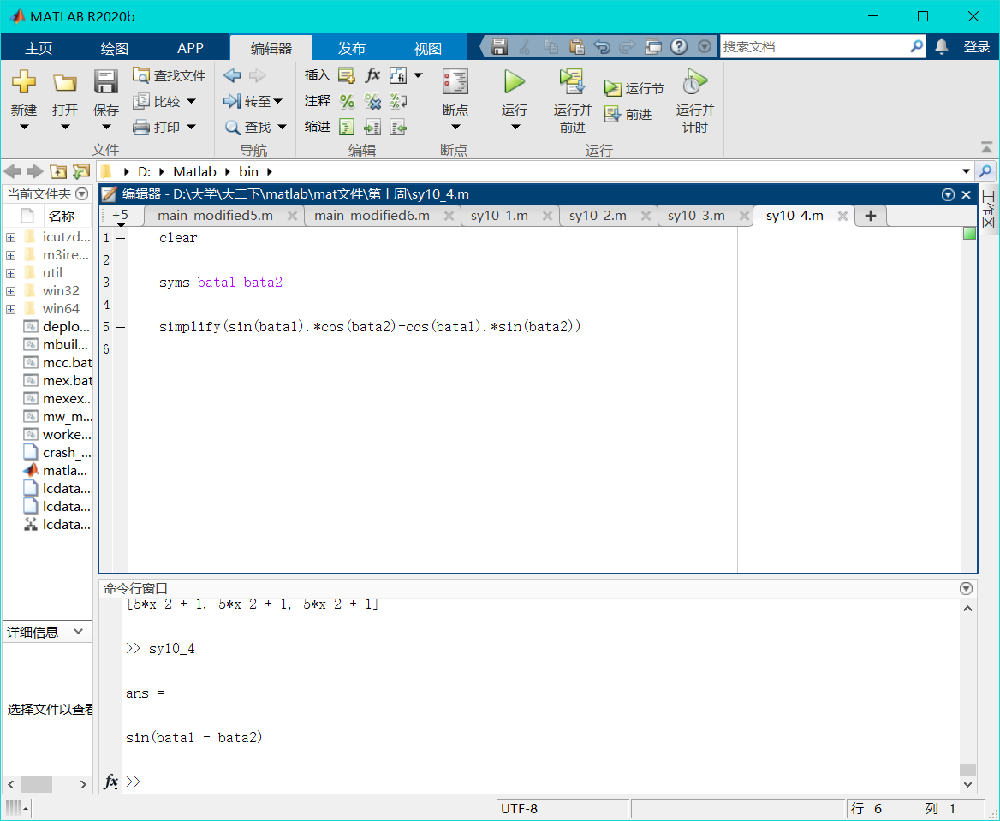 MATLAB R2020b
主页 绘图 APP 编辑器 发布 视图 搜索文档 登录
新建 打开 保存 查找文件 比较 打印 转至 查找 插入 fx 注释 缩进 断点 运行 运行并前进 运行节 前进 运行并计时
文件 导航 编辑 断点 运行
D: Matlab bin
当前文件夹
编辑器 - D:\大学\大二下\matlab\mat文件\第十周\sy10_4.m
工作区
+5 main_modified5.m main_modified6.m sy10_1.m sy10_2.m sy10_3.m sy10_4.m
名称
icutzd...
m3ire...
util
win32
win64
deplo...
mbuil...
mcc.bat
mex.bat
mexex...
mw_m...
worke...
crash_...
matla...
lcdata....
lcdata...
lcdata....
1 clear
2
3 syms bata1 bata2
4
5 simplify(sin(bata1).*cos(bata2)-cos(bata1).*sin(bata2))
6
命令行窗口
[5*x^2 + 1, 5*x^2 + 1, 5*x^2 + 1]
>> sy10_4
ans =
sin(bata1 - bata2)
fx >>
详细信息
选择文件以查看
UTF-8 行 6 列 1